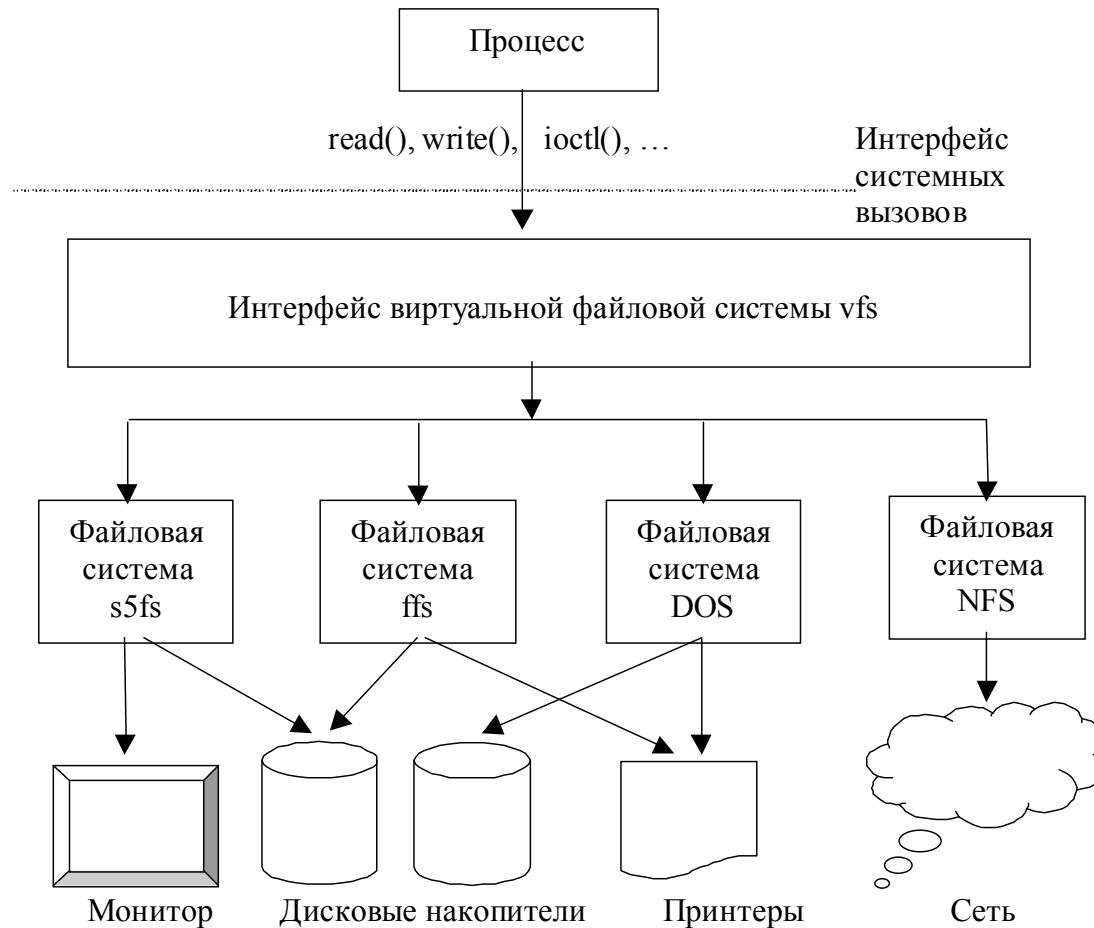 Процесс
read(), write(), ioctl(), …
Интерфейс
системных
вызовов
Интерфейс виртуальной файловой системы vfs
Файловая
система
s5fs
Файловая
система
ffs
Файловая
система
DOS
Файловая
система
NFS
Монитор
Дисковые накопители
Принтеры
Сеть